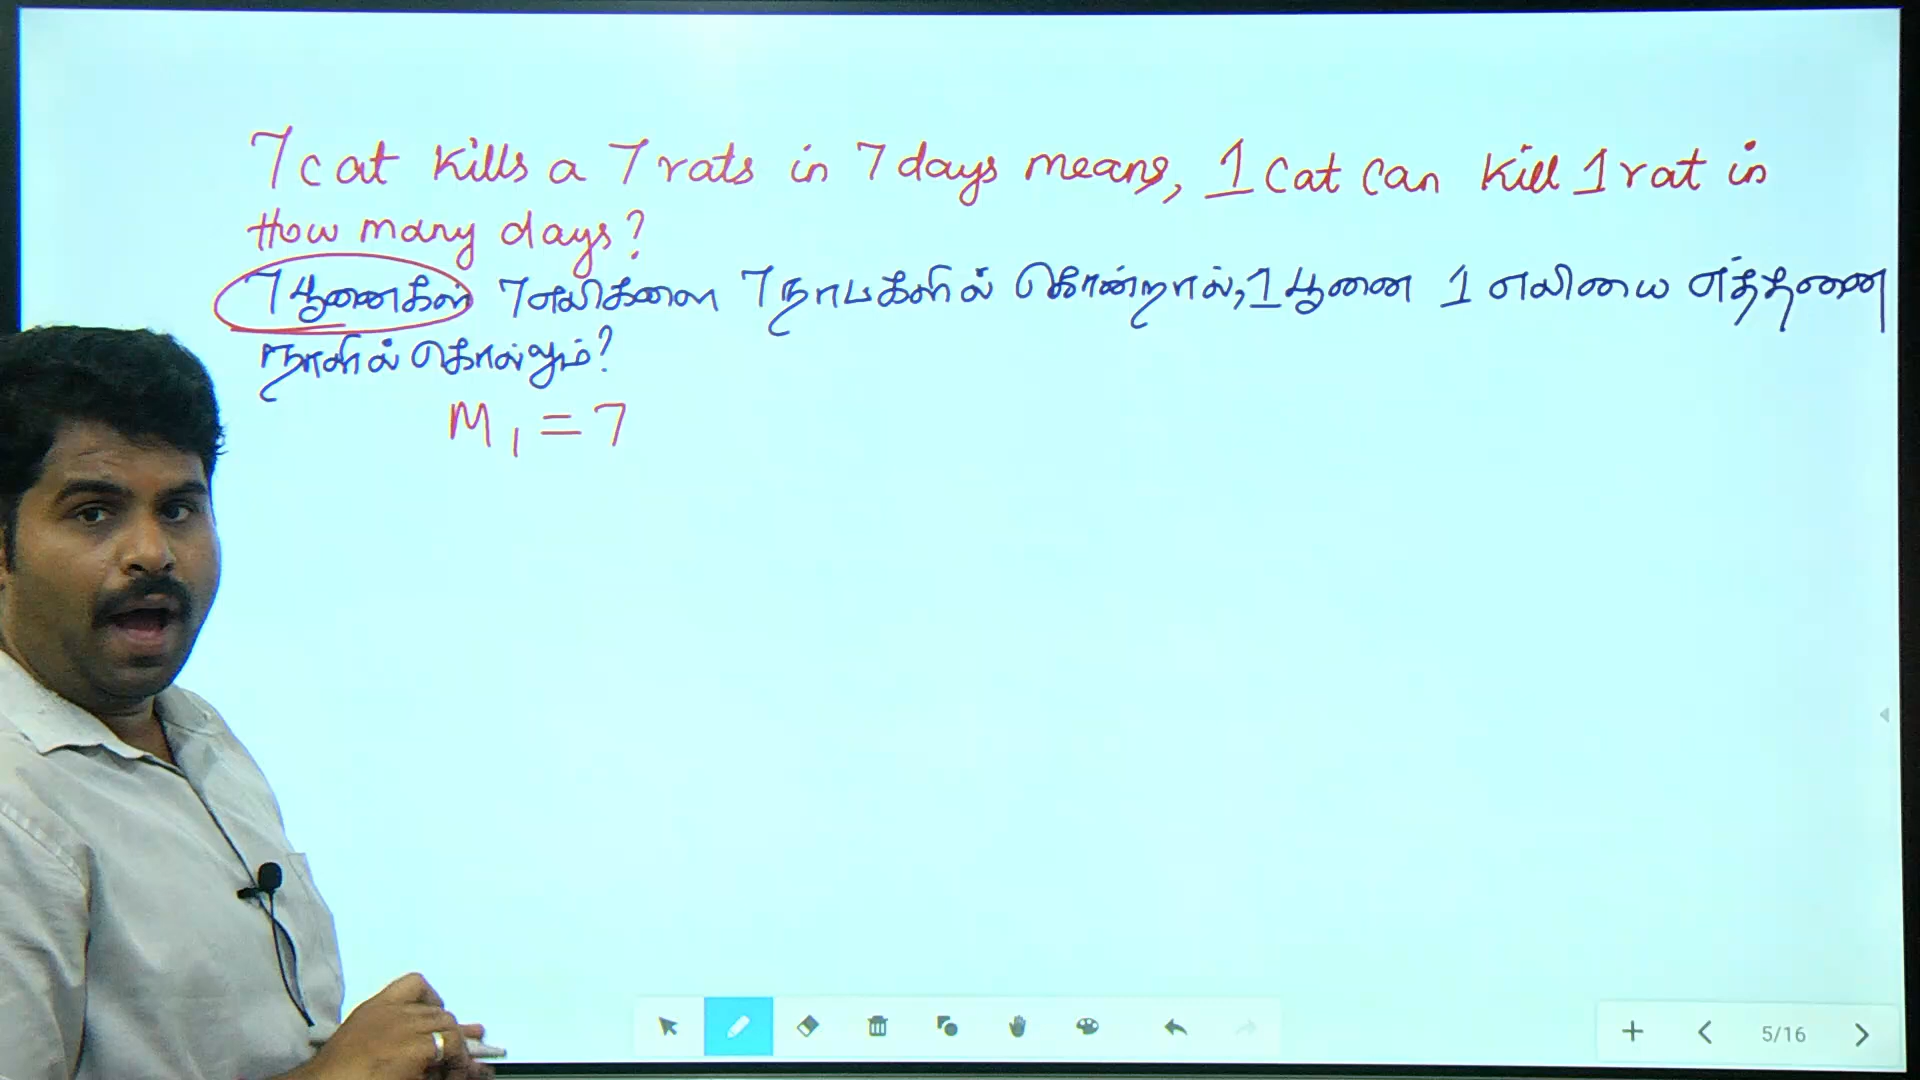 7 cat kills a 7 rats in 7 days means, 1 cat can kill 1 rat in
How many days?
7 பூனைகள் 7 எலிகளை 7 நாட்களில் கொன்றால், 1 பூனை 1 எலியை எத்தணை
நாளில் கொல்லும்?
M1 = 7
5/16